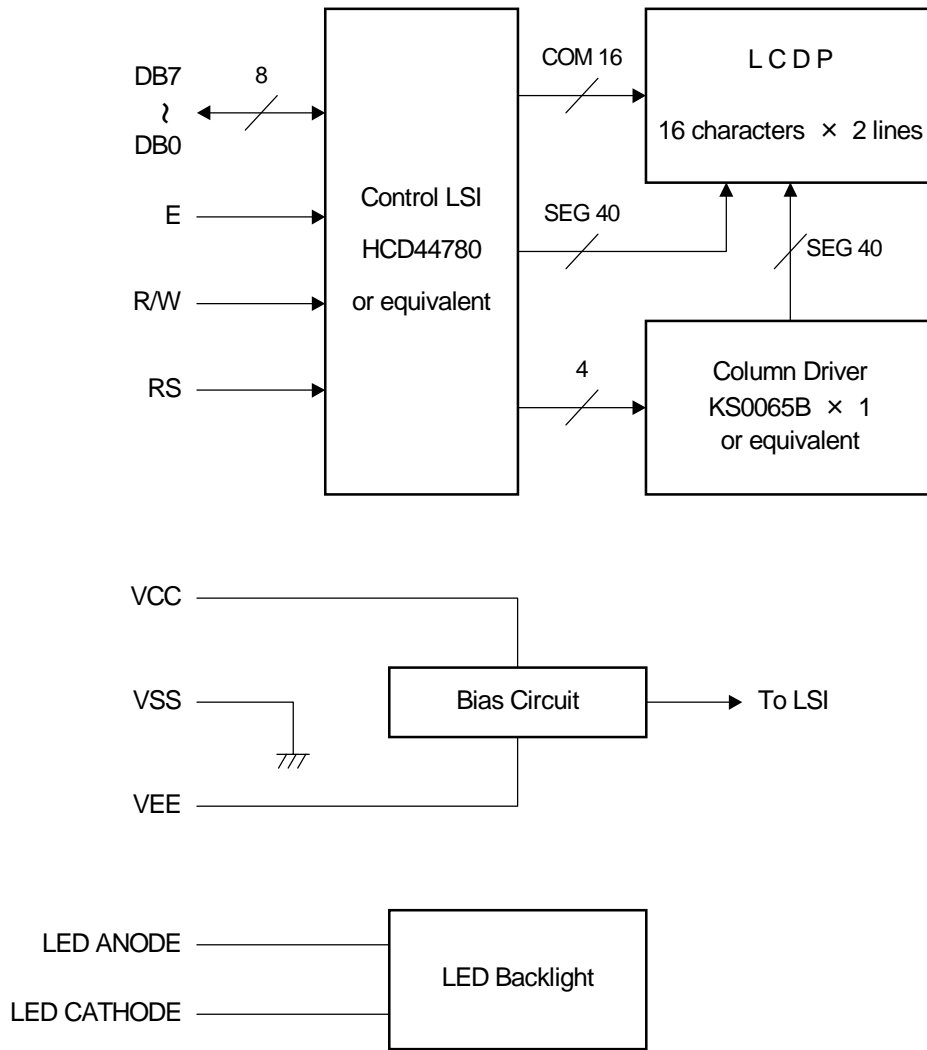 DB7
~
DB0
8
E
R/W
RS
Control LSI
HCD44780
or equivalent
COM 16
SEG 40
4
L C D P
16 characters × 2 lines
SEG 40
Column Driver
KS0065B × 1
or equivalent
VCC
VSS
VEE
Bias Circuit
To LSI
LED ANODE
LED CATHODE
LED Backlight